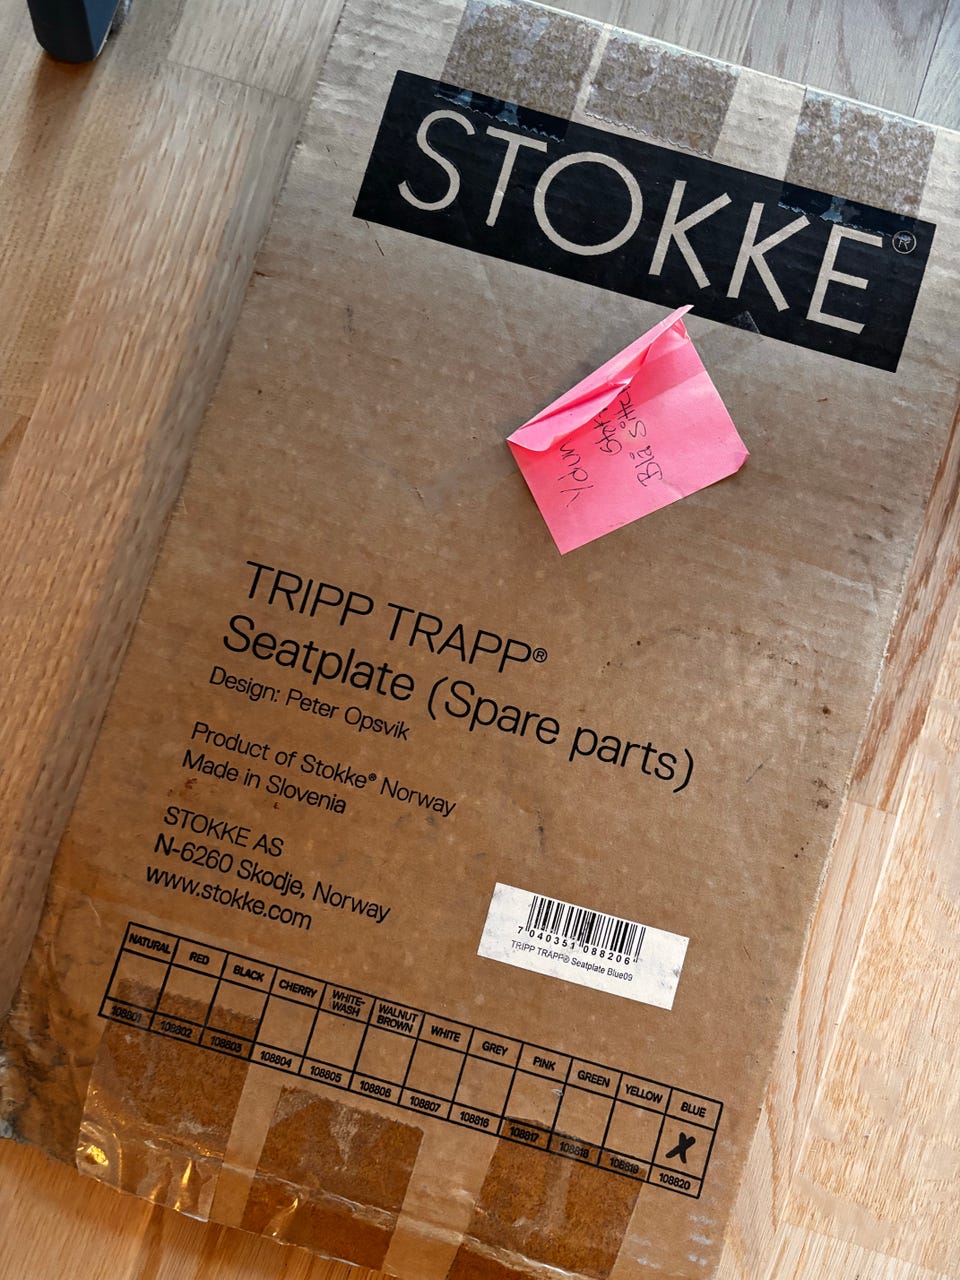 STOKKE®
Blå
TRIPP TRAPP®
Seatplate (Spare parts)
Design: Peter Opsvik
Product of Stokke® Norway
Made in Slovenia
STOKKE AS
N-6260 Skodje, Norway
www.stokke.com
7 040351 088206
TRIPP TRAPP® Seatplate Blue09
NATURAL RED BLACK CHERRY WHITE-WASH WALNUT BROWN WHITE GREY PINK GREEN YELLOW BLUE
X
108801 108802 108803 108804 108805 108806 108807 108816 108817 108818 108819 108820